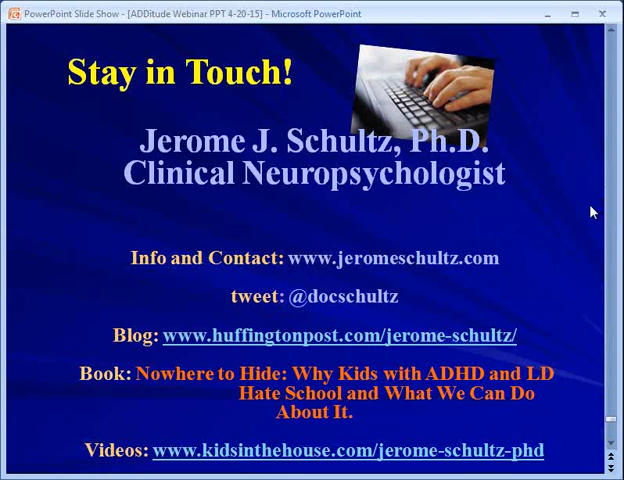 PowerPoint Slide Show - [ADDitude Webinar PPT 4-20-15] - Microsoft PowerPoint
Stay in Touch!
Jerome J. Schultz, Ph.D.
Clinical Neuropsychologist
Info and Contact: www.jeromeschultz.com
tweet: @docschultz
Blog: www.huffingtonpost.com/jerome-schultz/
Book: Nowhere to Hide: Why Kids with ADHD and LD
Hate School and What We Can Do
About It.
Videos: www.kidsinthehouse.com/jerome-schultz-phd